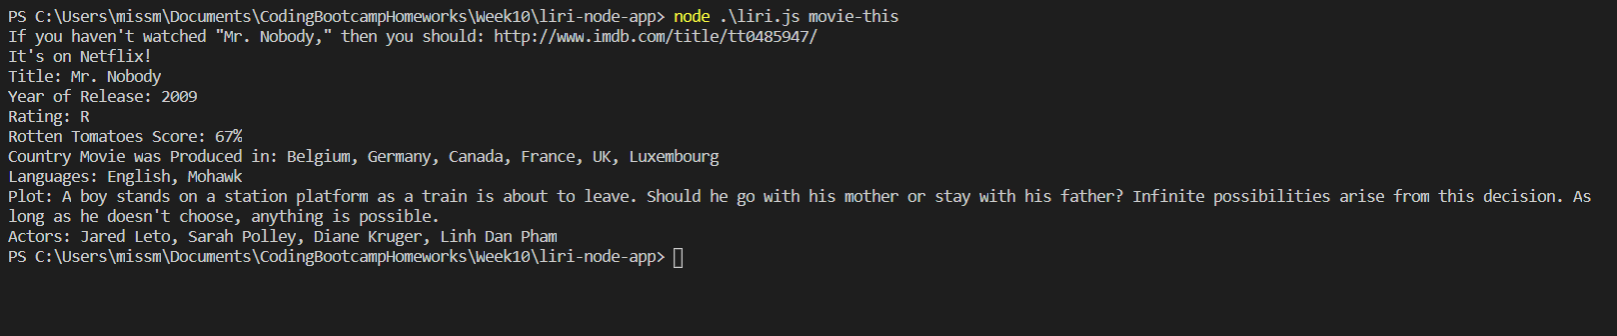 PS C:\Users\missm\Documents\CodingBootcampHomeworks\Week10\liri-node-app> node .\liri.js movie-this
If you haven't watched "Mr. Nobody," then you should: http://www.imdb.com/title/tt0485947/
It's on Netflix!
Title: Mr. Nobody
Year of Release: 2009
Rating: R
Rotten Tomatoes Score: 67%
Country Movie was Produced in: Belgium, Germany, Canada, France, UK, Luxembourg
Languages: English, Mohawk
Plot: A boy stands on a station platform as a train is about to leave. Should he go with his mother or stay with his father? Infinite possibilities arise from this decision. As
long as he doesn't choose, anything is possible.
Actors: Jared Leto, Sarah Polley, Diane Kruger, Linh Dan Pham
PS C:\Users\missm\Documents\CodingBootcampHomeworks\Week10\liri-node-app>